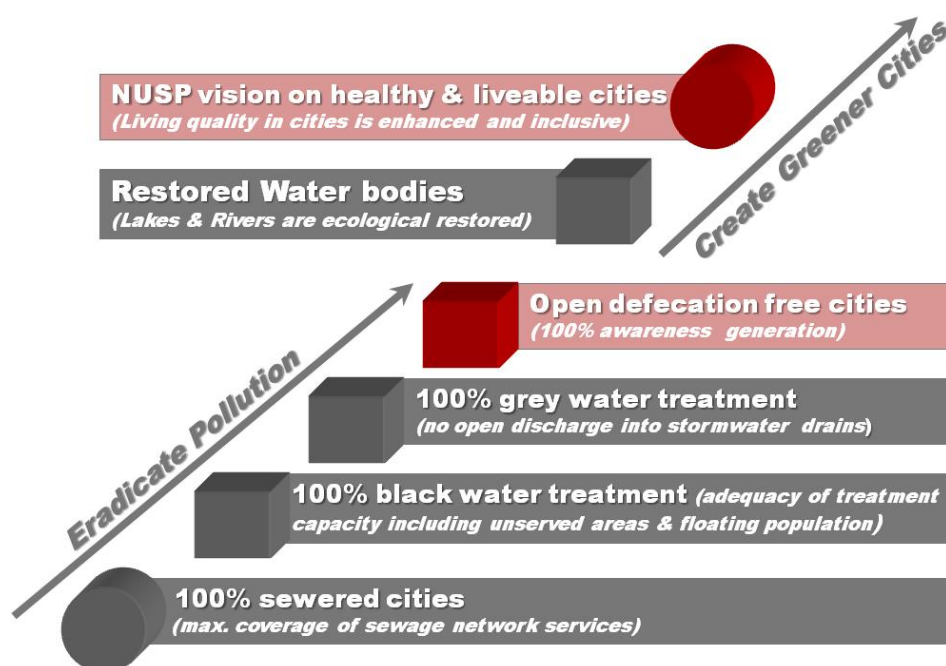 NUSP vision on healthy & liveable cities
(Living quality in cities is enhanced and inclusive)
Create Greener Cities
Restored Water bodies
(Lakes & Rivers are ecological restored)
Open defecation free cities
(100% awareness generation)
Eradicate Pollution
100% grey water treatment
(no open discharge into stormwater drains)
100% black water treatment (adequacy of treatment
capacity including unserved areas & floating population)
100% sewered cities
(max. coverage of sewage network services)